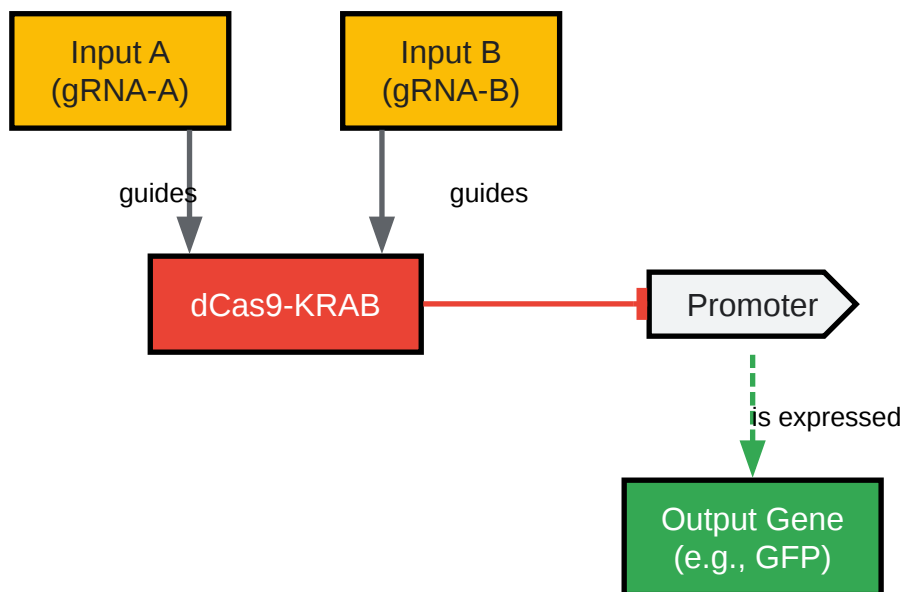 Input A
(gRNA-A)
Input B
(gRNA-B)
guides
guides
dCas9-KRAB
Promoter
is expressed
Output Gene
(e.g., GFP)